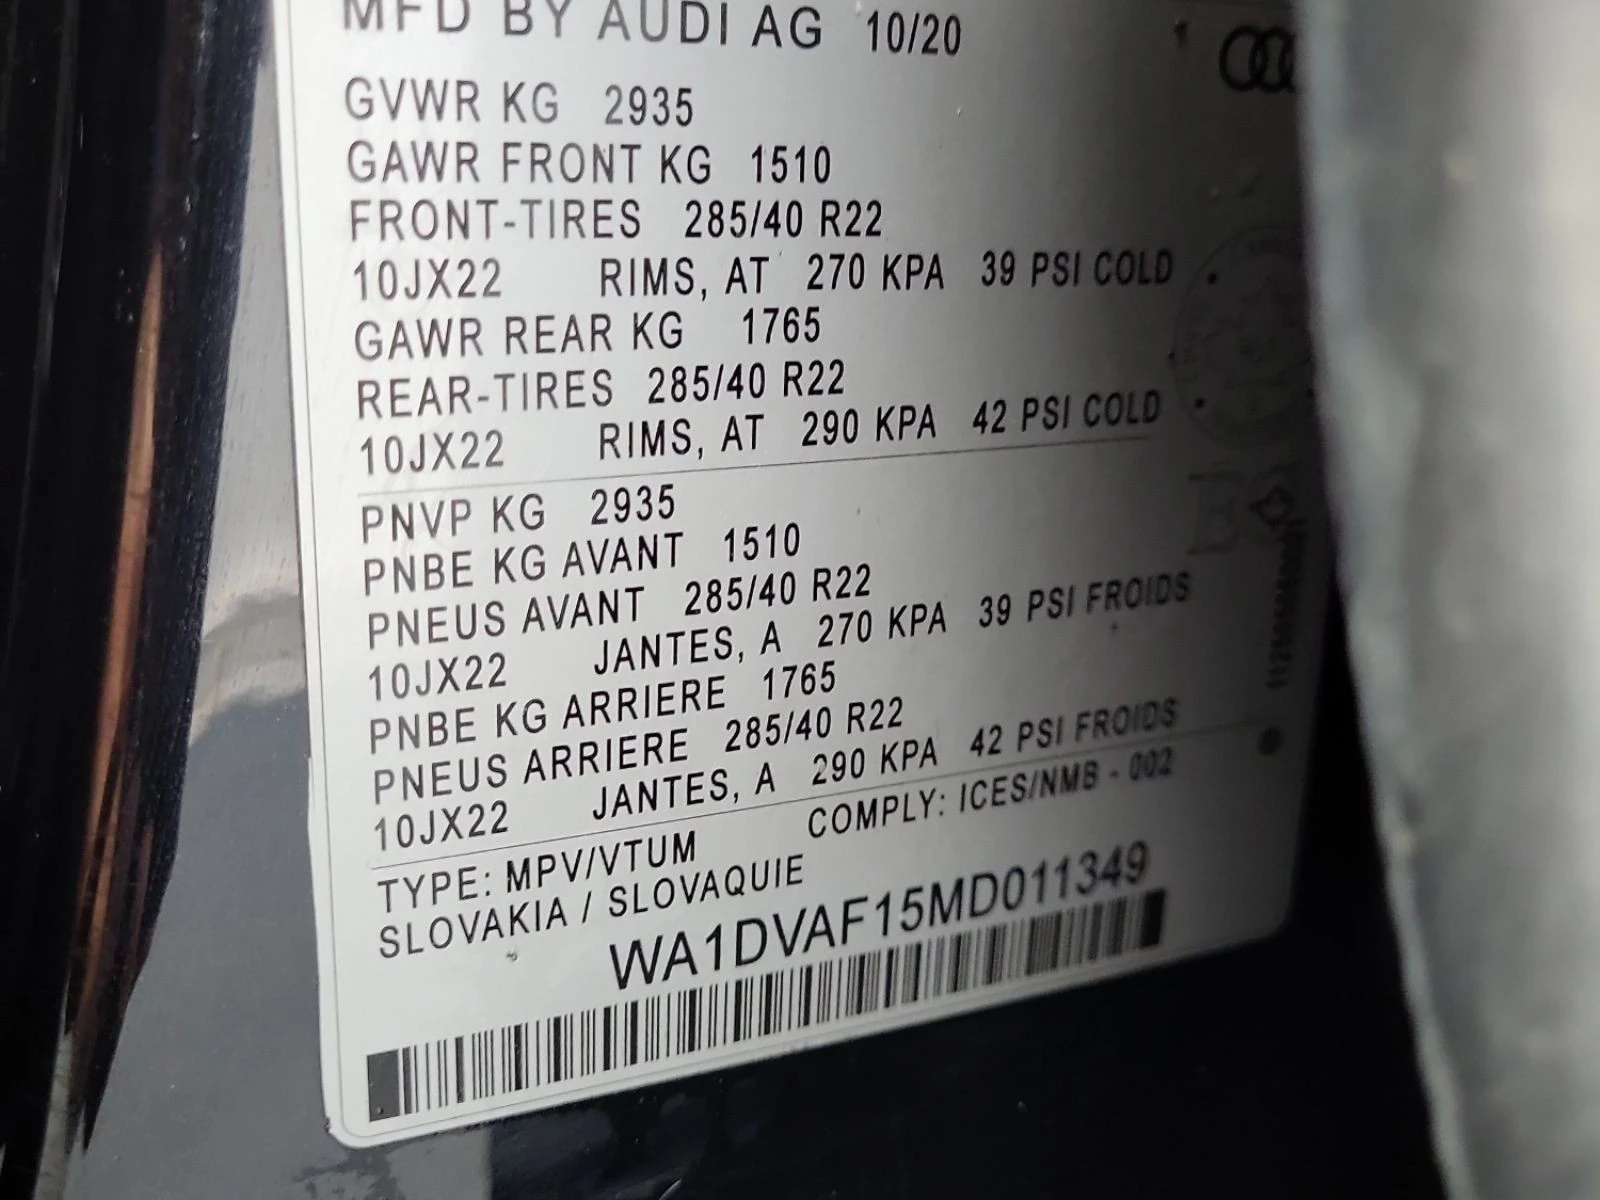 MFD BY AUDI AG 10/20
GVWR KG 2935
GAWR FRONT KG 1510
FRONT-TIRES 285/40 R22
10JX22 RIMS, AT 270 KPA 39 PSI COLD
GAWR REAR KG 1765
REAR-TIRES 285/40 R22
10JX22 RIMS, AT 290 KPA 42 PSI COLD
PNVP KG 2935
PNBE KG AVANT 1510
PNEUS AVANT 285/40 R22
10JX22 JANTES, A 270 KPA 39 PSI FROIDS
PNBE KG ARRIERE 1765
PNEUS ARRIERE 285/40 R22
10JX22 JANTES, A 290 KPA 42 PSI FROIDS
TYPE: MPV/VTUM COMPLY: ICES/NMB - 002
SLOVAKIA / SLOVAQUIE
WA1DVAF15MD011349